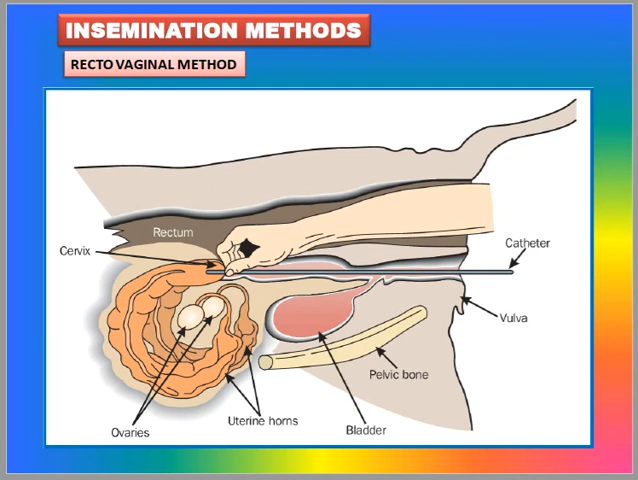 INSEMINATION METHODS
RECTO VAGINAL METHOD
Rectum
Cervix
Catheter
Vulva
Pelvic bone
Uterine horns
Ovaries
Bladder